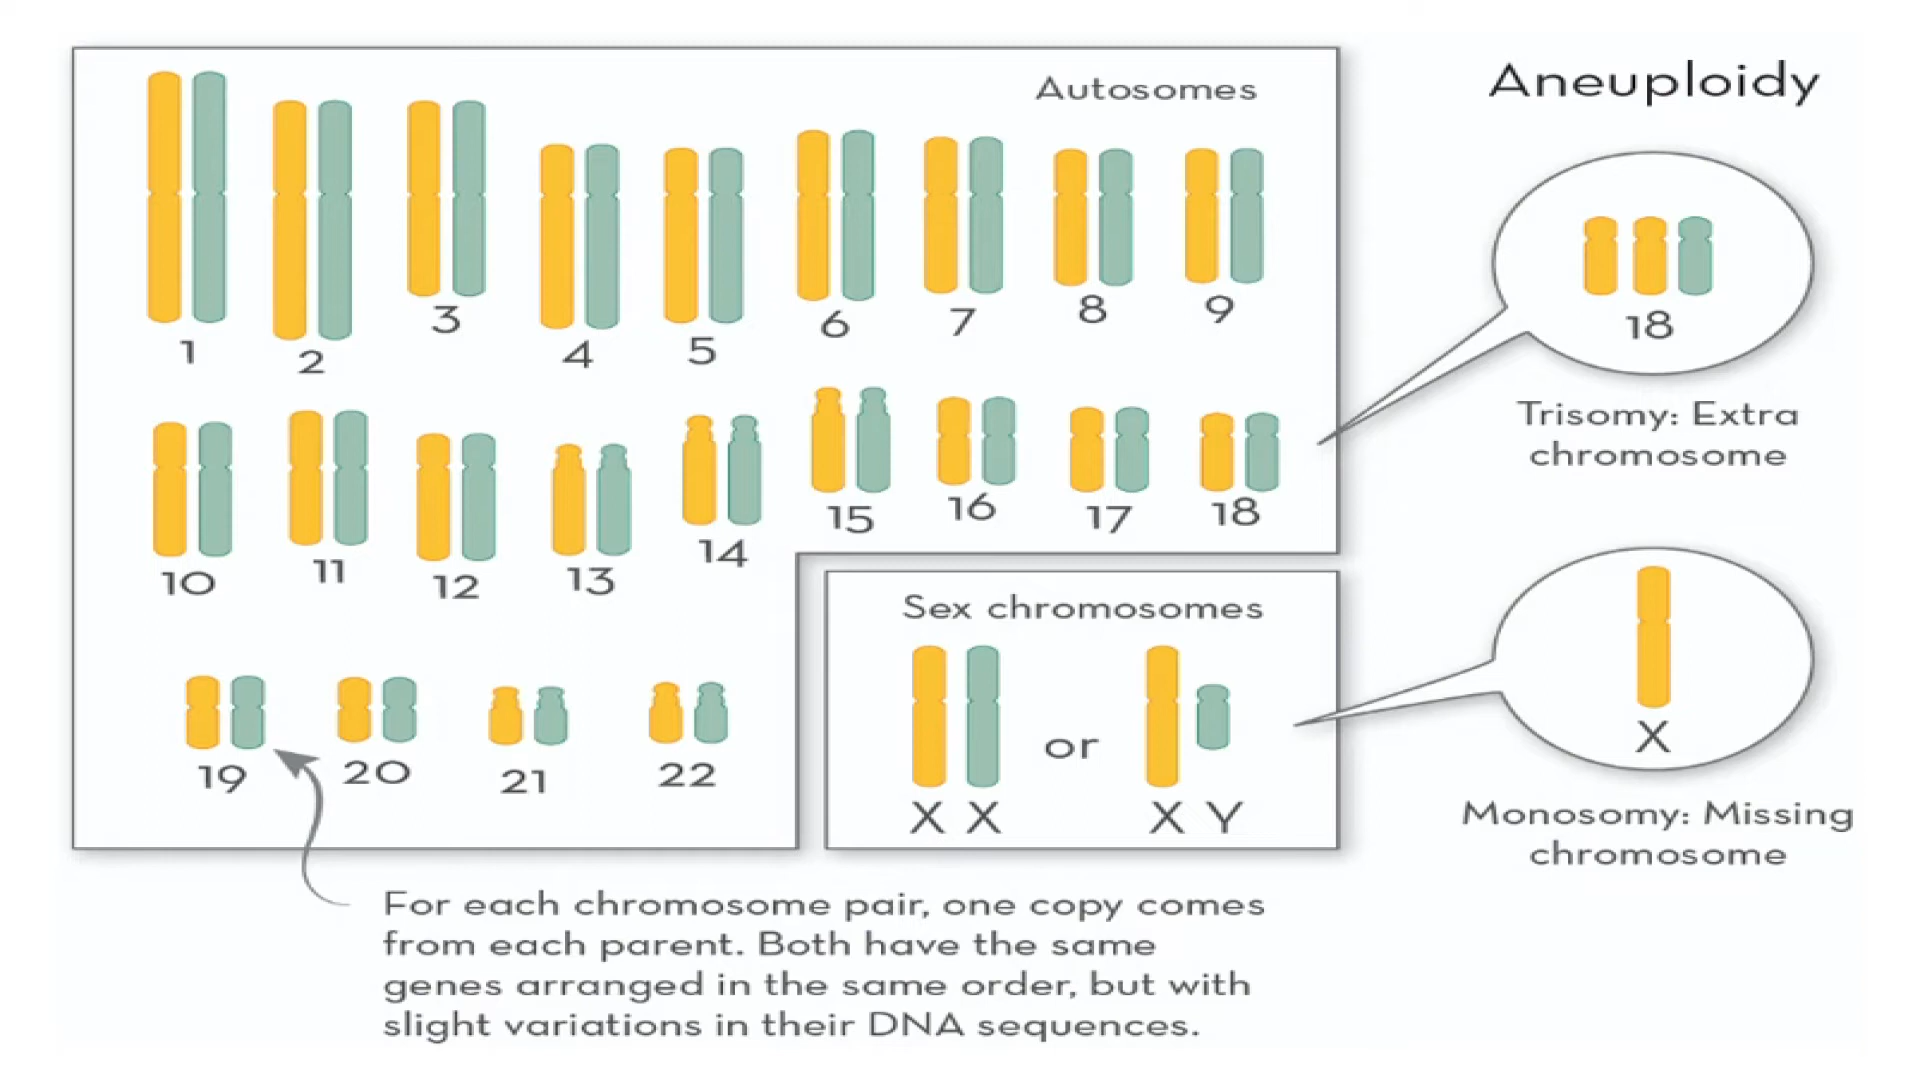 Autosomes
Aneuploidy
1 2 3 4 5 6 7 8 9
18
Trisomy: Extra
chromosome
10 11 12 13 14 15 16 17 18
Sex chromosomes
X X or X Y
X
Monosomy: Missing
chromosome
19 20 21 22
For each chromosome pair, one copy comes
from each parent. Both have the same
genes arranged in the same order, but with
slight variations in their DNA sequences.